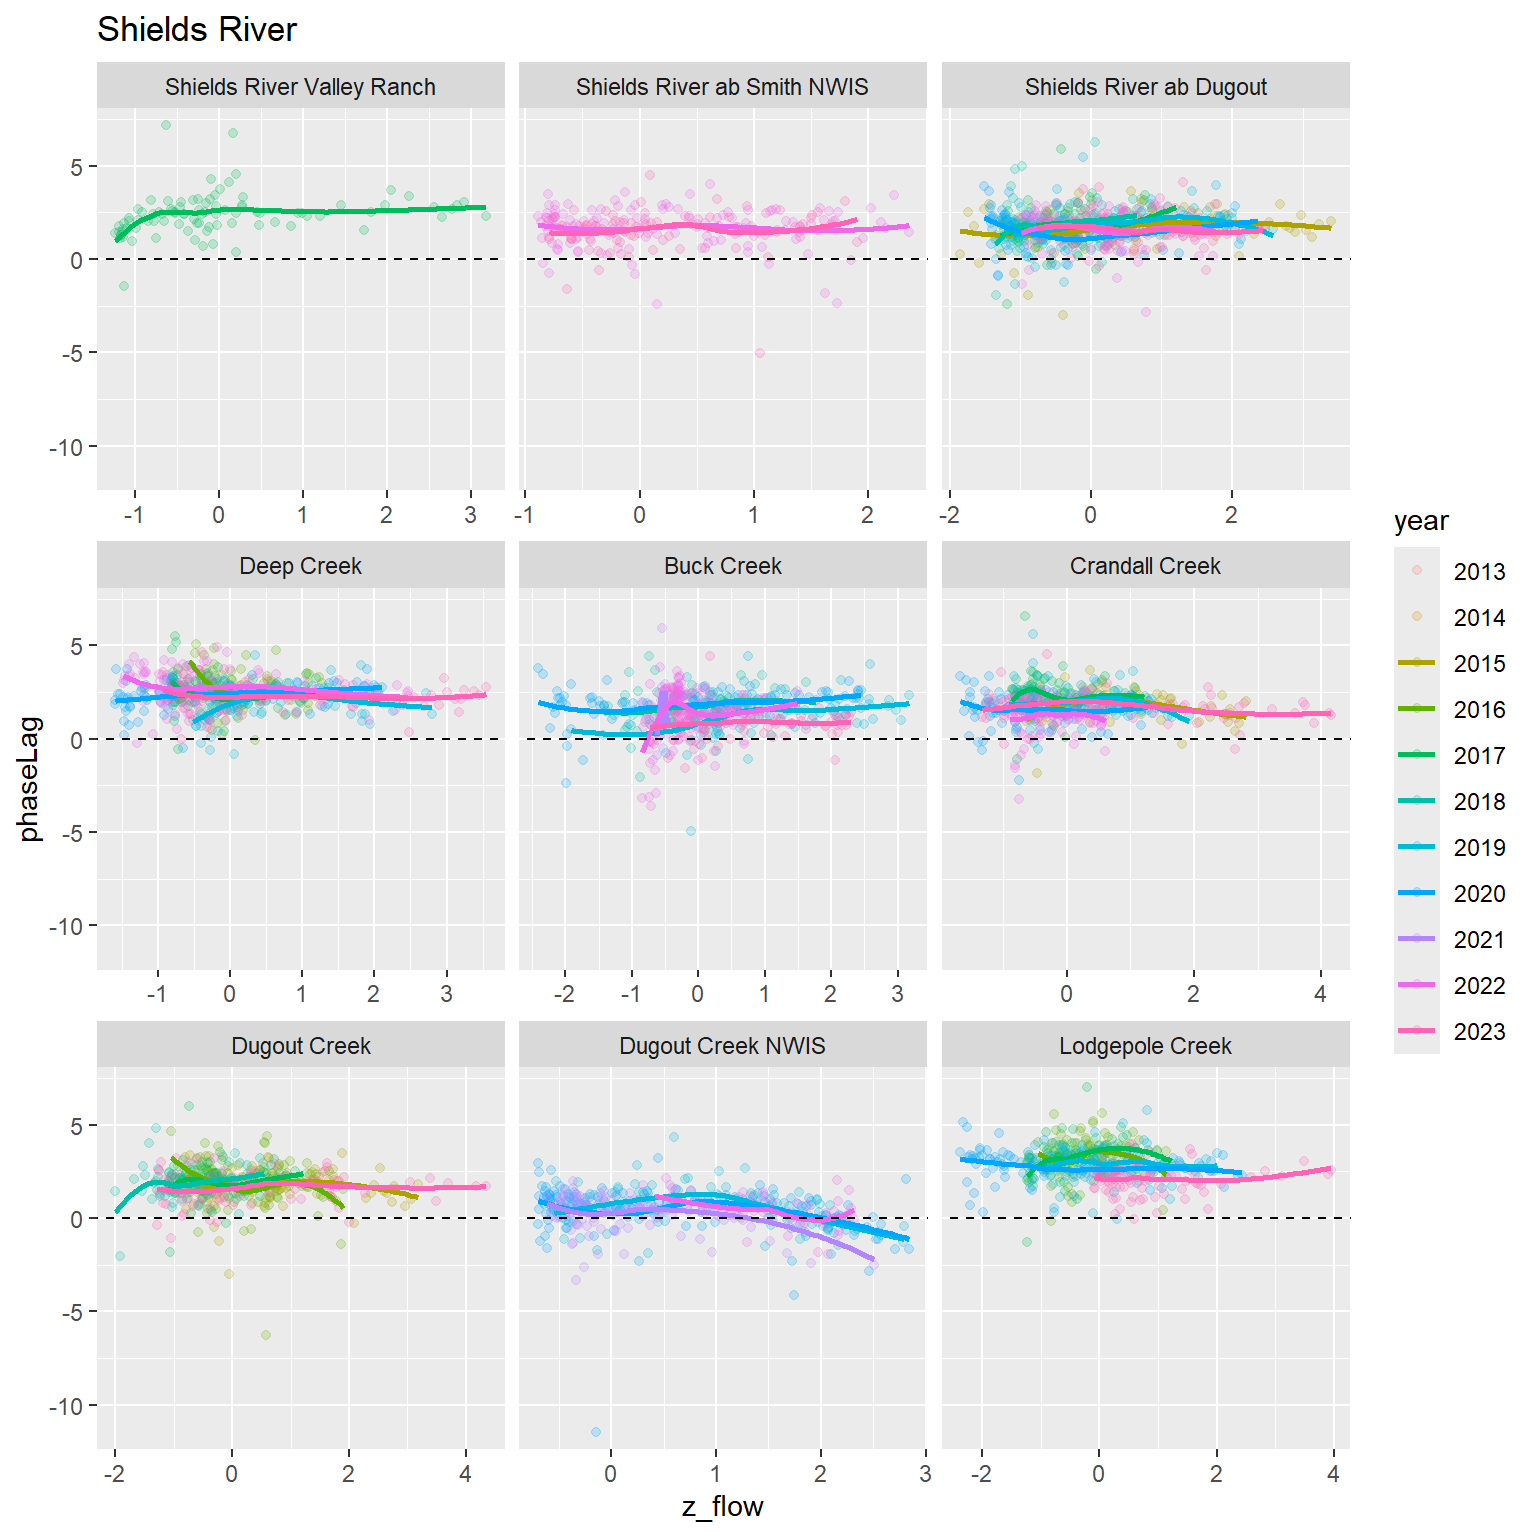 Shields River
Shields River Valley Ranch
Shields River ab Smith NWIS
Shields River ab Dugout
5
0
-5
-10
-1 0 1 2 3
-1 0 1 2
-2 0 2
Deep Creek
Buck Creek
Crandall Creek
5
0
-5
-10
-1 0 1 2 3
-2 -1 0 1 2 3
0 2 4
Dugout Creek
Dugout Creek NWIS
Lodgepole Creek
5
0
-5
-10
-2 0 2 4
0 1 2 3
-2 0 2 4
z_flow
phaseLag
year
2013
2014
2015
2016
2017
2018
2019
2020
2021
2022
2023